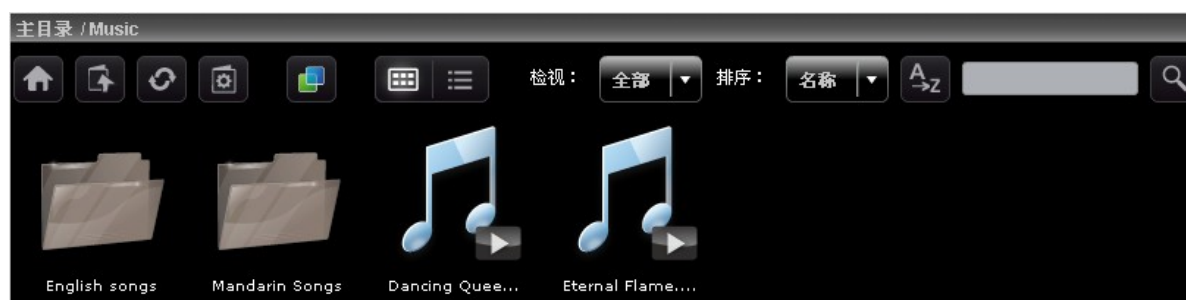 主目录 / Music
检视： 全部 排序： 名称 A Z
English songs Mandarin Songs Dancing Quee... Eternal Flame....